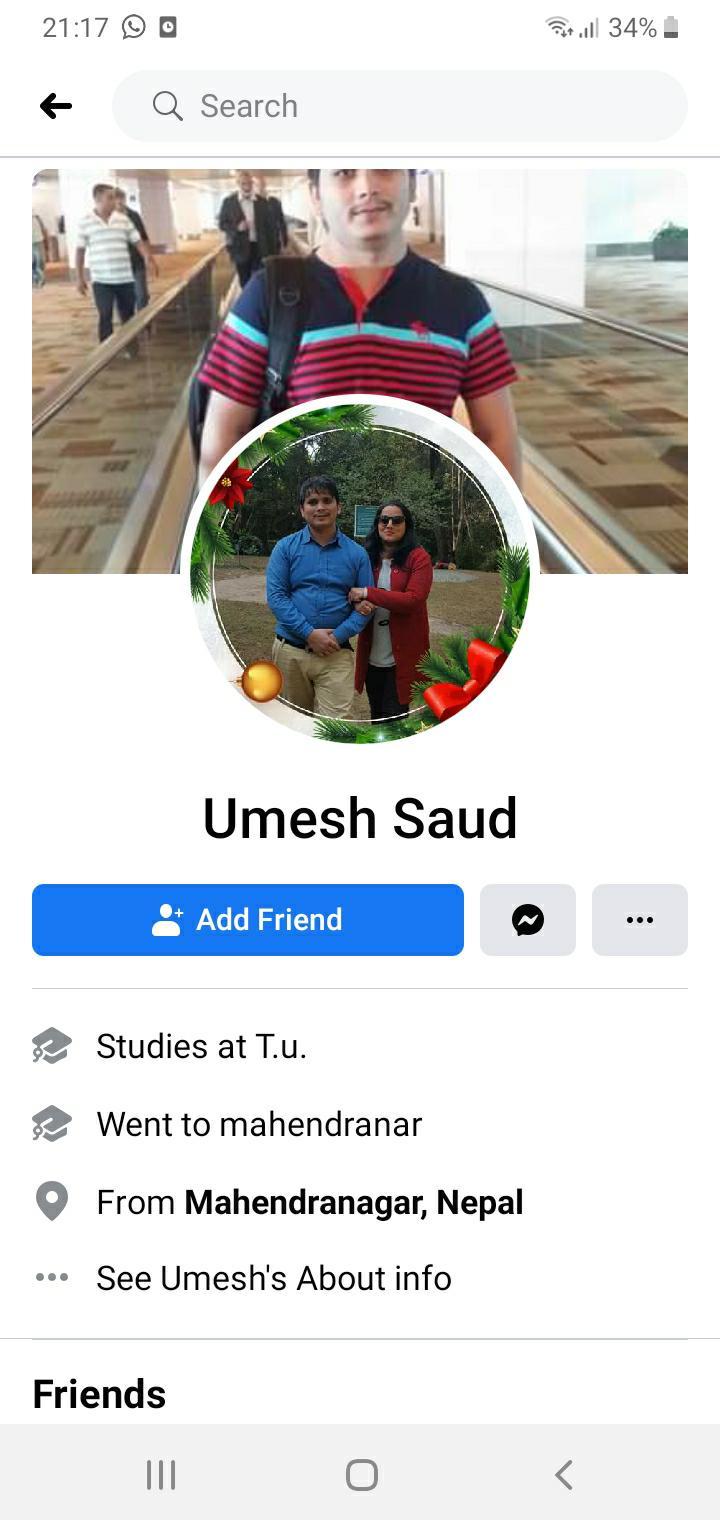 21:17
34%
Search
Umesh Saud
Add Friend
Studies at T.u.
Went to mahendranar
From Mahendranagar, Nepal
See Umesh's About info
Friends